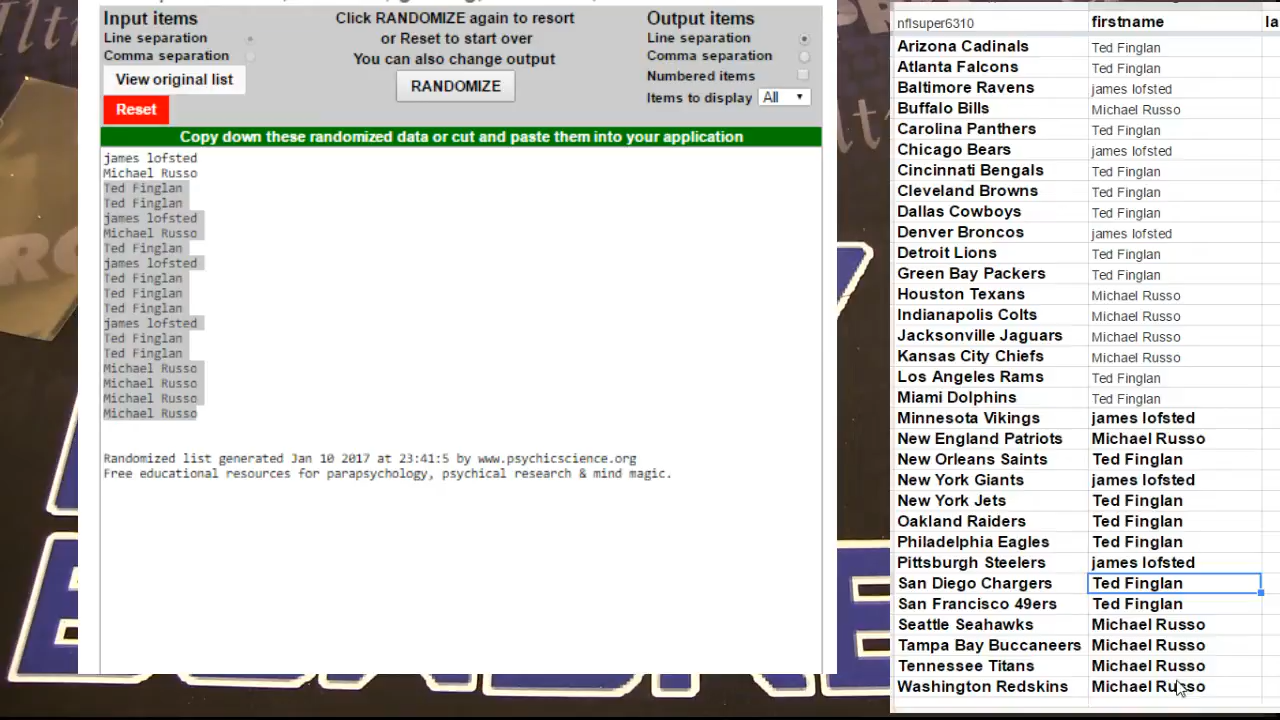 Input items
Line separation
Comma separation
View original list
Reset
Click RANDOMIZE again to resort
or Reset to start over
You can also change output
RANDOMIZE
Output items
Line separation
Comma separation
Numbered items
Items to display All
Copy down these randomized data or cut and paste them into your application
james lofsted
Michael Russo
Ted Finglan
Ted Finglan
james lofsted
Michael Russo
Ted Finglan
james lofsted
Ted Finglan
Ted Finglan
Ted Finglan
james lofsted
Ted Finglan
Ted Finglan
Michael Russo
Michael Russo
Michael Russo
Michael Russo
Randomized list generated Jan 10 2017 at 23:41:5 by www.psychicscience.org
Free educational resources for parapsychology, psychical research & mind magic.
nflsuper6310 firstname la
Arizona Cadinals Ted Finglan
Atlanta Falcons Ted Finglan
Baltimore Ravens james lofsted
Buffalo Bills Michael Russo
Carolina Panthers Ted Finglan
Chicago Bears james lofsted
Cincinnati Bengals Ted Finglan
Cleveland Browns Ted Finglan
Dallas Cowboys Ted Finglan
Denver Broncos james lofsted
Detroit Lions Ted Finglan
Green Bay Packers Ted Finglan
Houston Texans Michael Russo
Indianapolis Colts Michael Russo
Jacksonville Jaguars Michael Russo
Kansas City Chiefs Michael Russo
Los Angeles Rams Ted Finglan
Miami Dolphins Ted Finglan
Minnesota Vikings james lofsted
New England Patriots Michael Russo
New Orleans Saints Ted Finglan
New York Giants james lofsted
New York Jets Ted Finglan
Oakland Raiders Ted Finglan
Philadelphia Eagles Ted Finglan
Pittsburgh Steelers james lofsted
San Diego Chargers Ted Finglan
San Francisco 49ers Ted Finglan
Seattle Seahawks Michael Russo
Tampa Bay Buccaneers Michael Russo
Tennessee Titans Michael Russo
Washington Redskins Michael Russo